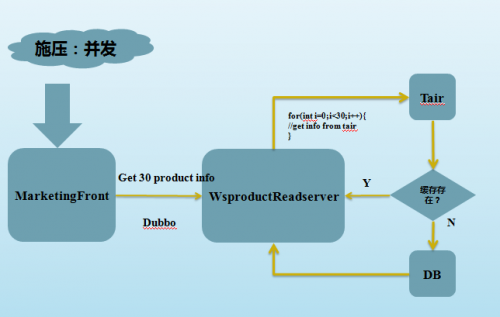 施压：并发
for(int i=0;i<30;i++){
//get info from tair
}
Tair
MarketingFront
Get 30 product info
Dubbo
WsproductReadserver
Y
缓存存
在？
N
DB